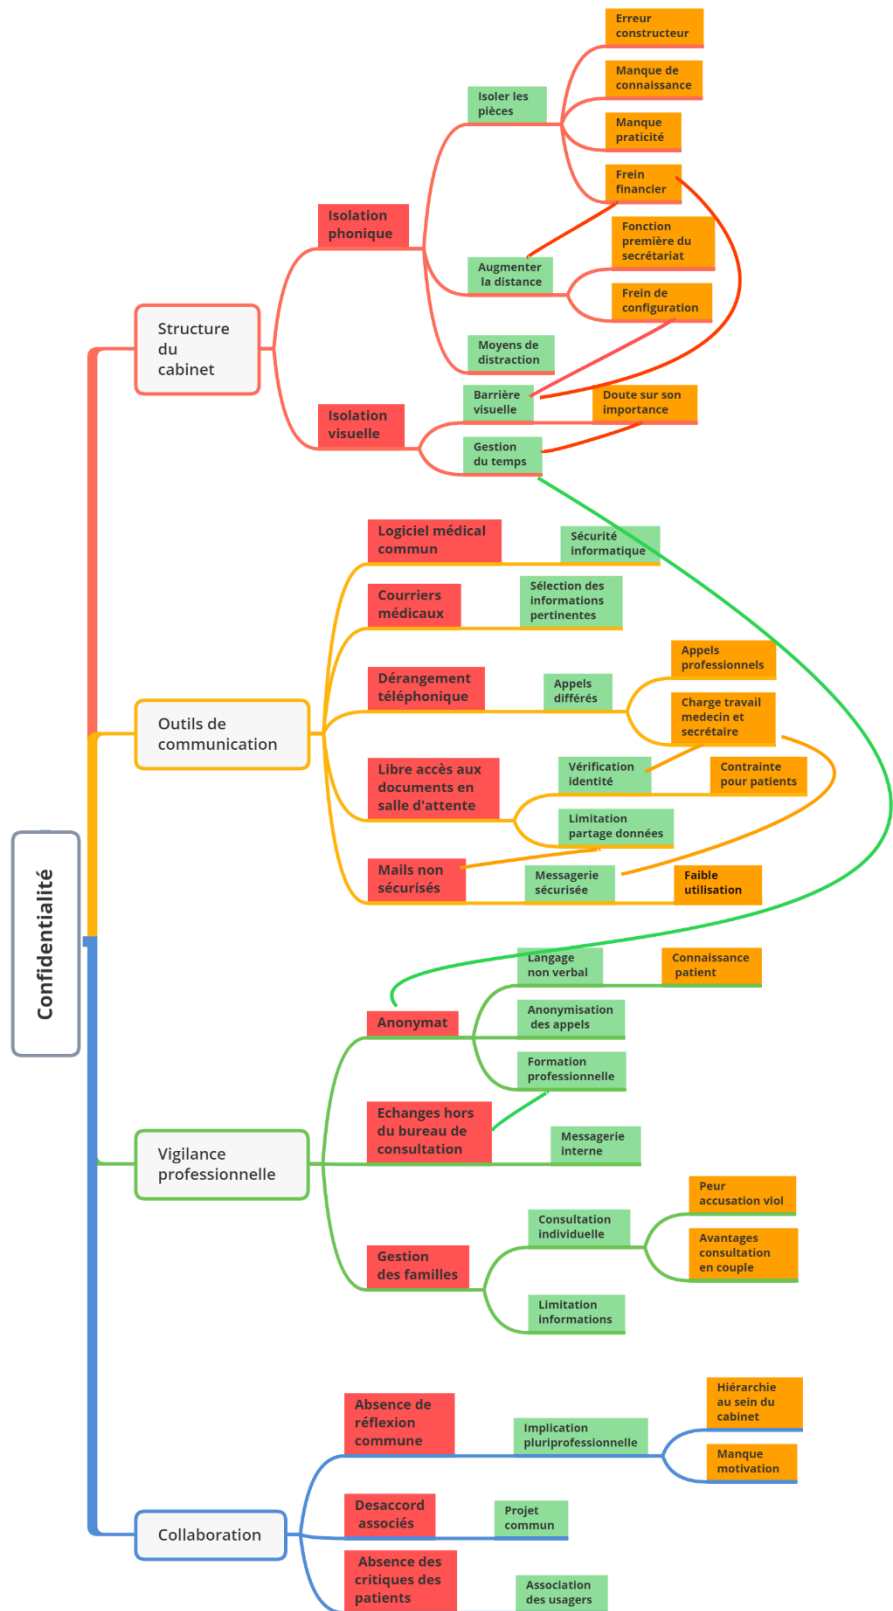 Confidentialité
Structure
du
cabinet
Isolation
phonique
Isoler les
pièces
Erreur
constructeur
Manque de
connaissance
Manque
praticité
Frein
financier
Augmenter
la distance
Fonction
première du
secrétariat
Frein de
configuration
Moyens de
distraction
Isolation
visuelle
Barrière
visuelle
Doute sur son
importance
Gestion
du temps
Outils de
communication
Logiciel médical
commun
Sécurité
informatique
Courriers
médicaux
Sélection des
informations
pertinentes
Dérangement
téléphonique
Appels
différés
Appels
professionnels
Charge travail
medecin et
secrétaire
Libre accès aux
documents en
salle d'attente
Vérification
identité
Contrainte
pour patients
Limitation
partage données
Mails non
sécurisés
Messagerie
sécurisée
Faible
utilisation
Vigilance
professionnelle
Anonymat
Langage
non verbal
Connaissance
patient
Anonymisation
des appels
Formation
professionnelle
Echanges hors
du bureau de
consultation
Messagerie
interne
Gestion
des familles
Consultation
individuelle
Peur
accusation viol
Avantages
consultation
en couple
Limitation
informations
Collaboration
Absence de
réflexion
commune
Implication
pluriprofessionnelle
Hiérarchie
au sein du
cabinet
Manque
motivation
Desaccord
associés
Projet
commun
Absence des
critiques des
patients
Association
des usagers